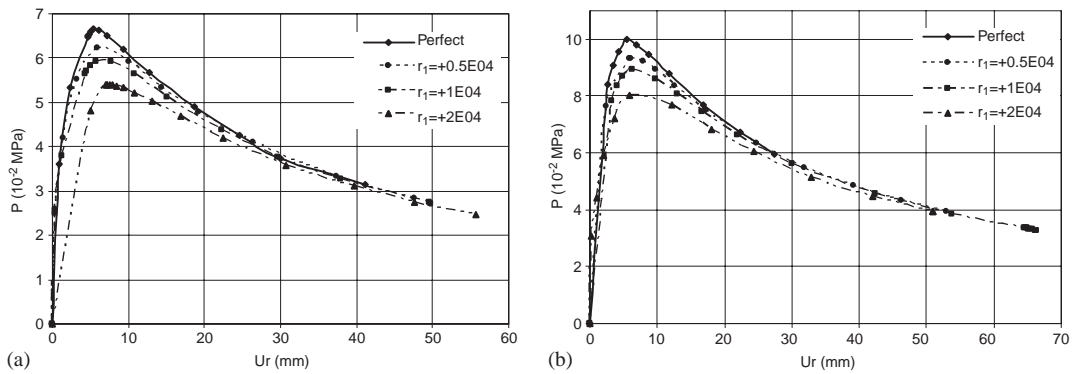 7
6
5
4
3
2
1
0
P (10⁻² MPa)
Perfect
r₁=+0.5E04
r₁=+1E04
r₁=+2E04
0 10 20 30 40 50 60
Ur (mm)
(a)
10
8
6
4
2
0
P (10⁻² MPa)
Perfect
r₁=+0.5E04
r₁=+1E04
r₁=+2E04
0 10 20 30 40 50 60 70
Ur (mm)
(b)